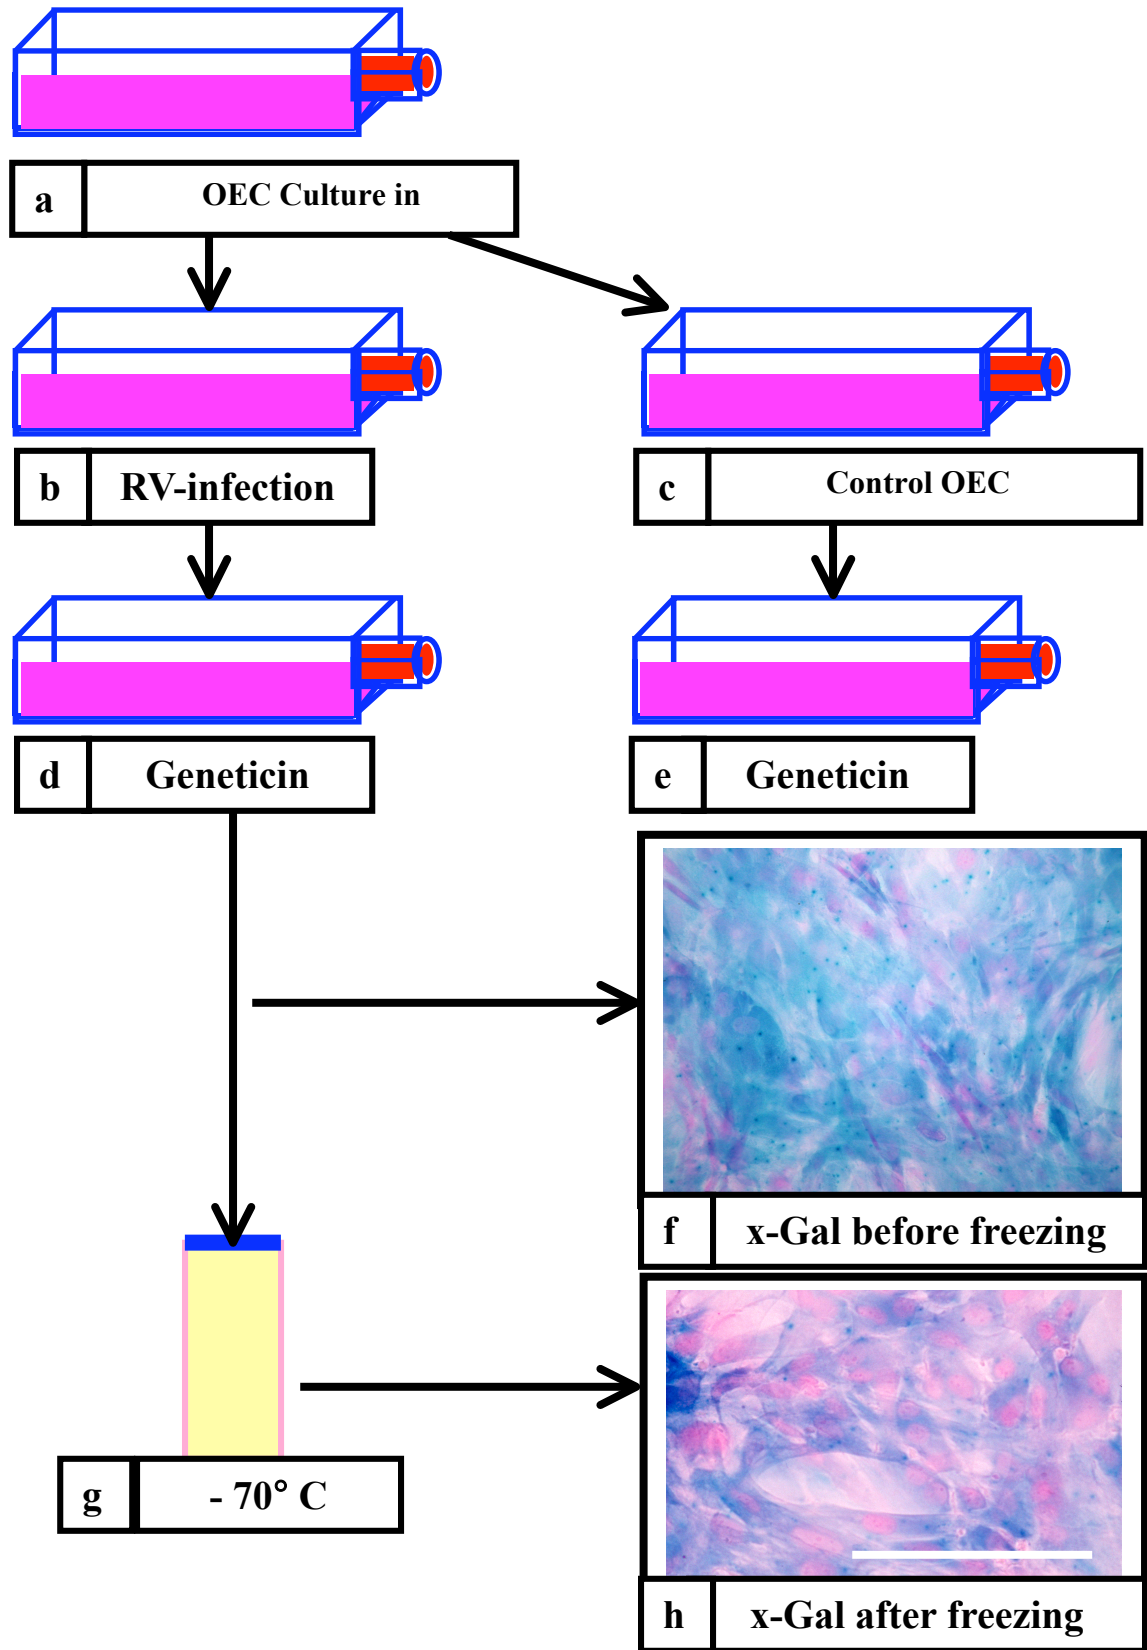 a OEC Culture in
b RV-infection
c Control OEC
d Geneticin
e Geneticin
f x-Gal before freezing
g - 70° C
h x-Gal after freezing